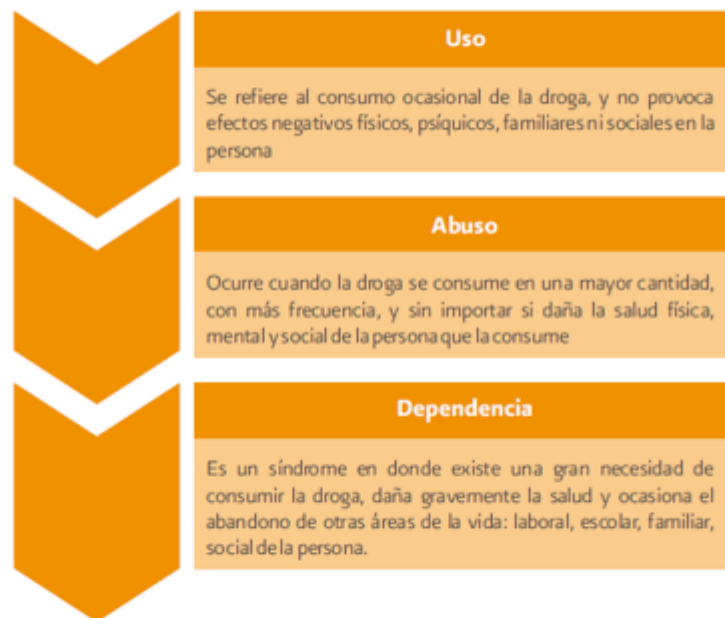 Uso
Se refiere al consumo ocasional de la droga, y no provoca
efectos negativos físicos, psíquicos, familiares ni sociales en la
persona
Abuso
Ocurre cuando la droga se consume en una mayor cantidad,
con más frecuencia, y sin importar si daña la salud física,
mental y social de la persona que la consume
Dependencia
Es un síndrome en donde existe una gran necesidad de
consumir la droga, daña gravemente la salud y ocasiona el
abandono de otras áreas de la vida: laboral, escolar, familiar,
social de la persona.